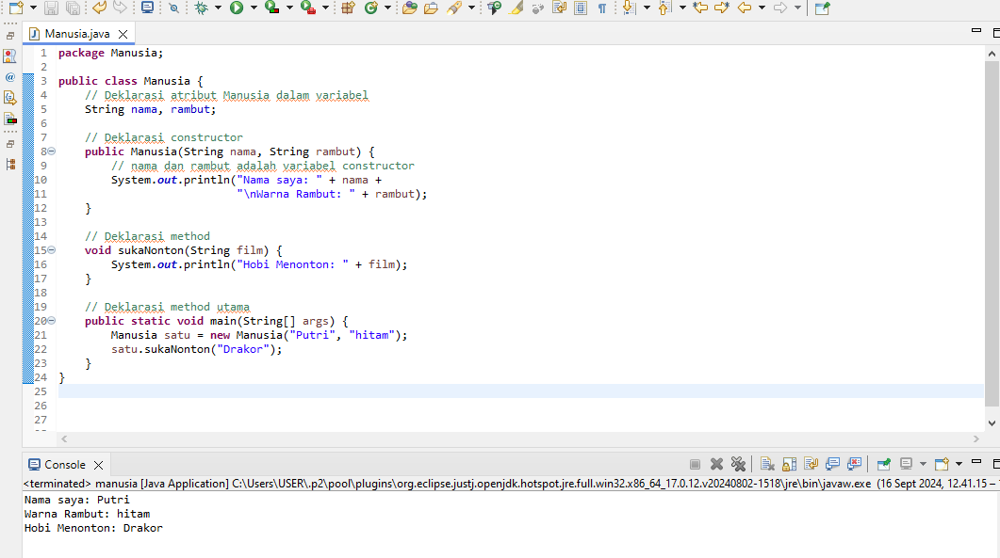 Manusia.java
1 package Manusia;
2
3 public class Manusia {
4 // Deklarasi atribut Manusia dalam variabel
5 String nama, rambut;
6
7 // Deklarasi constructor
8 public Manusia(String nama, String rambut) {
9 // nama dan rambut adalah variabel constructor
10 System.out.println("Nama saya: " + nama +
11 "\nWarna Rambut: " + rambut);
12 }
13
14 // Deklarasi method
15 void sukaNonton(String film) {
16 System.out.println("Hobi Menonton: " + film);
17 }
18
19 // Deklarasi method utama
20 public static void main(String[] args) {
21 Manusia satu = new Manusia("Putri", "hitam");
22 satu.sukaNonton("Drakor");
23 }
24 }
25
26
27
Console
<terminated> manusia [Java Application] C:\Users\USER\.p2\pool\plugins\org.eclipse.justj.openjdk.hotspot.jre.full.win32.x86_64_17.0.12.v20240802-1518\jre\bin\javaw.exe (16 Sept 2024, 12.41.15 –
Nama saya: Putri
Warna Rambut: hitam
Hobi Menonton: Drakor